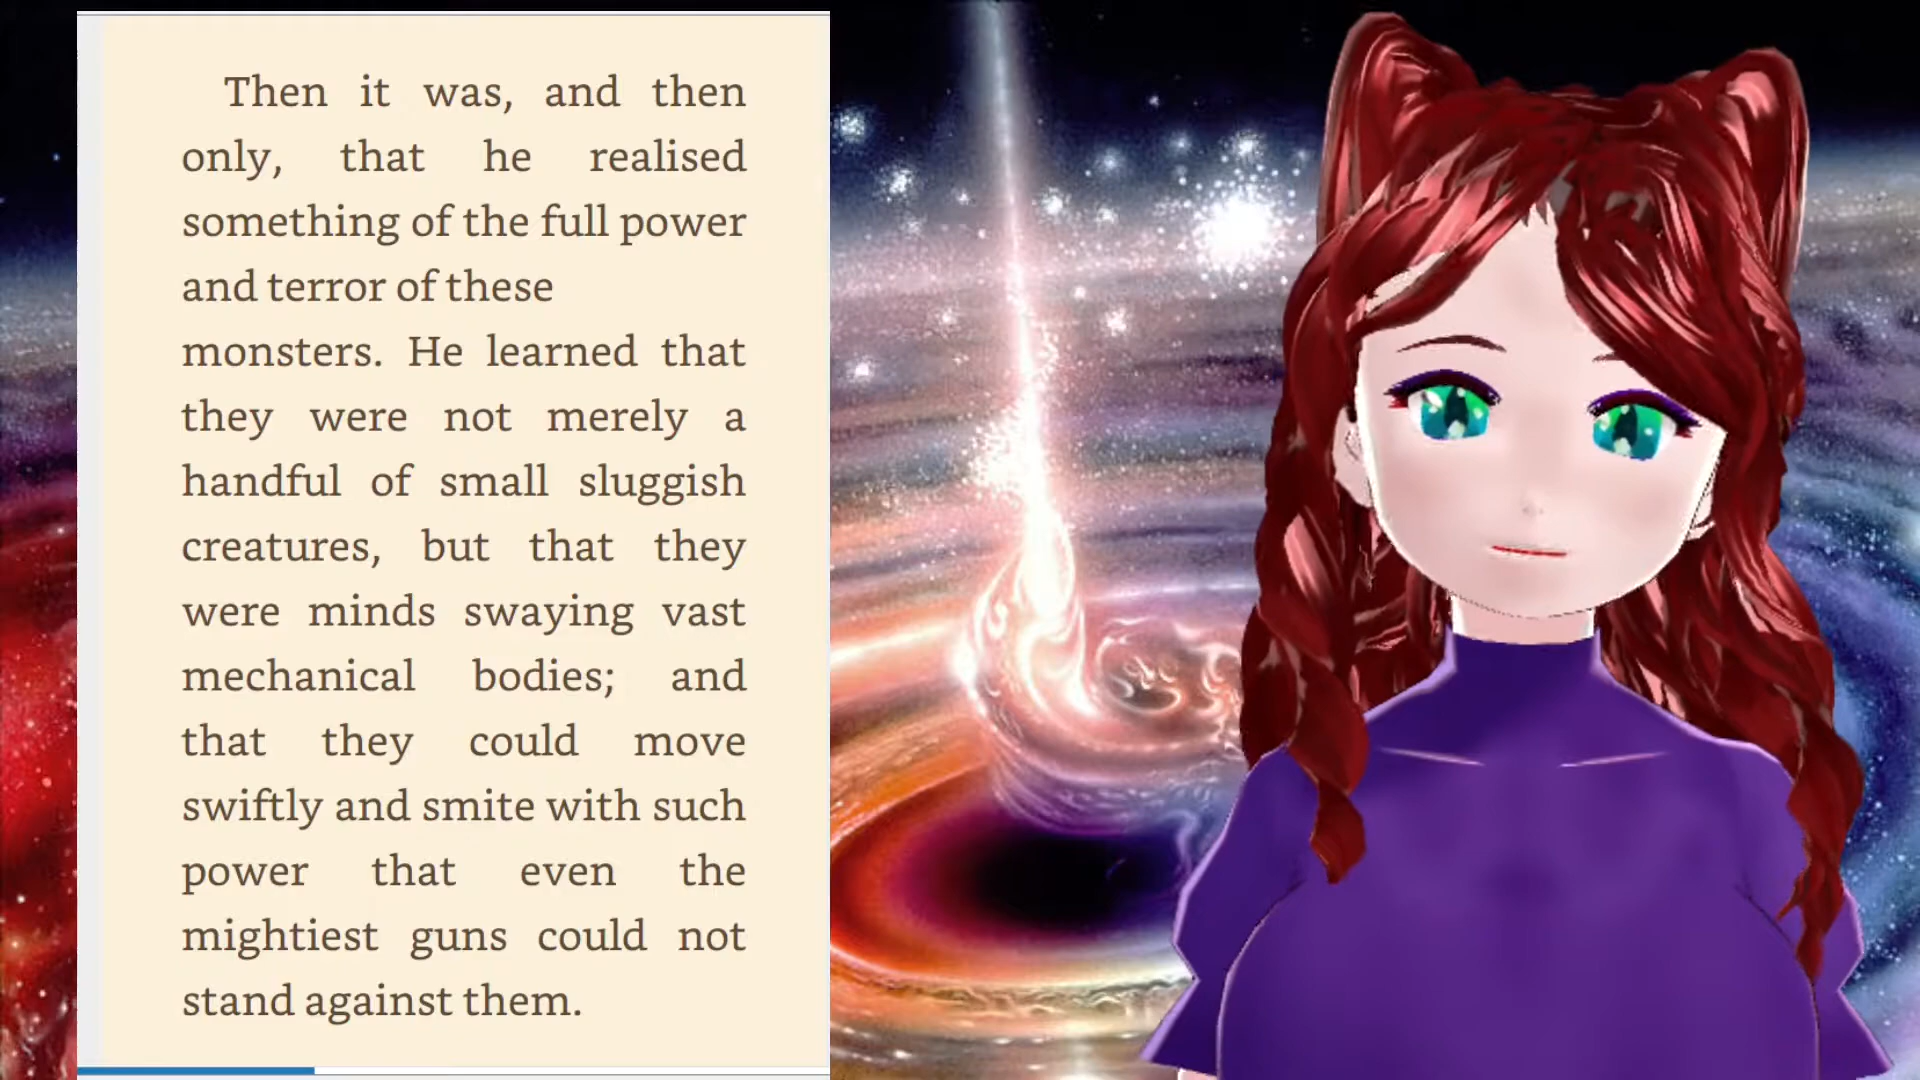 Then it was, and then
only, that he realised
something of the full power
and terror of these
monsters. He learned that
they were not merely a
handful of small sluggish
creatures, but that they
were minds swaying vast
mechanical bodies; and
that they could move
swiftly and smite with such
power that even the
mightiest guns could not
stand against them.